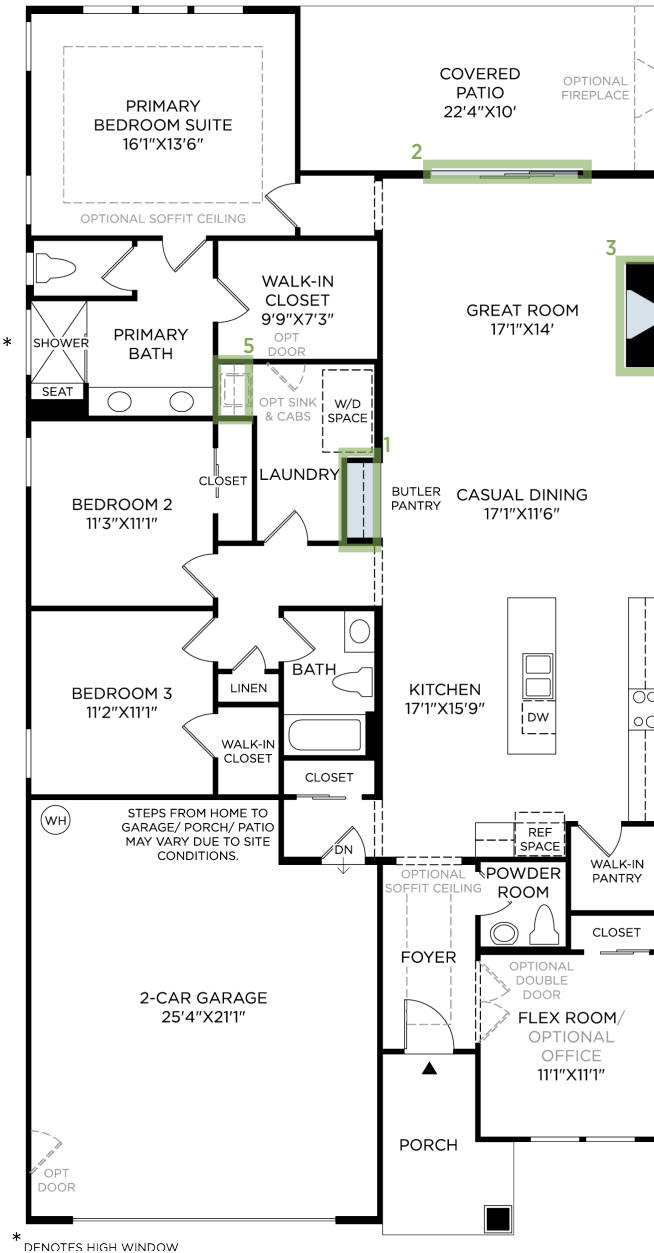 COVERED
PATIO
22'4"X10'
OPTIONAL
FIREPLACE
PRIMARY
BEDROOM SUITE
16'1"X13'6"
OPTIONAL SOFFIT CEILING
2
3
WALK-IN
CLOSET
9'9"X7'3"
GREAT ROOM
17'1"X14'
*
SHOWER
SEAT
PRIMARY
BATH
5
OPT
DOOR
OPT SINK
& CABS
W/D
SPACE
1
CLOSET
LAUNDRY
BEDROOM 2
11'3"X11'1"
BUTLER
PANTRY
CASUAL DINING
17'1"X11'6"
BATH
LINEN
BEDROOM 3
11'2"X11'1"
KITCHEN
17'1"X15'9"
DW
WALK-IN
CLOSET
CLOSET
WH
STEPS FROM HOME TO
GARAGE/ PORCH/ PATIO
MAY VARY DUE TO SITE
CONDITIONS.
DN
REF
SPACE
WALK-IN
PANTRY
OPTIONAL
SOFFIT CEILING
POWDER
ROOM
CLOSET
FOYER
OPTIONAL
DOUBLE
DOOR
2-CAR GARAGE
25'4"X21'1"
FLEX ROOM/
OPTIONAL
OFFICE
11'1"X11'1"
PORCH
OPT
DOOR
* DENOTES HIGH WINDOW